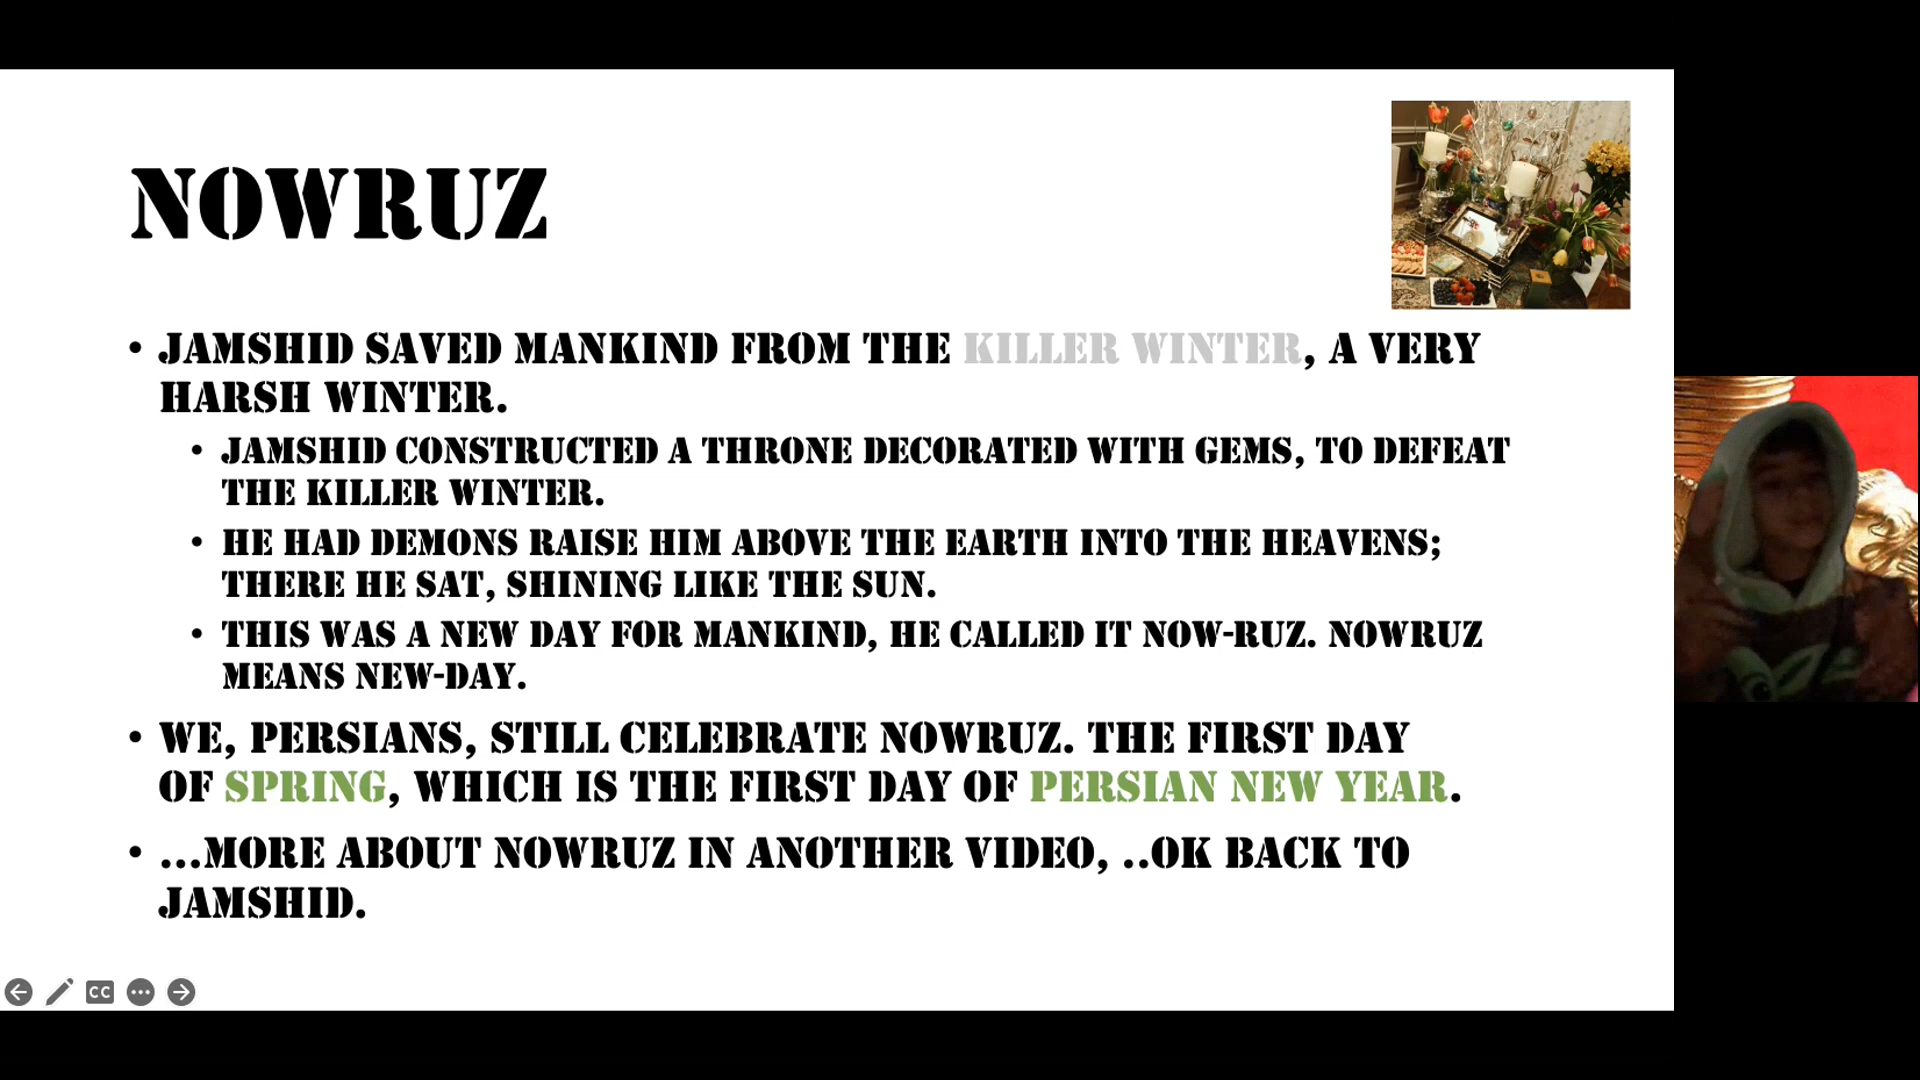 NOWRUZ
• JAMSHID SAVED MANKIND FROM THE KILLER WINTER, A VERY
HARSH WINTER.
• JAMSHID CONSTRUCTED A THRONE DECORATED WITH GEMS, TO DEFEAT
THE KILLER WINTER.
• HE HAD DEMONS RAISE HIM ABOVE THE EARTH INTO THE HEAVENS;
THERE HE SAT, SHINING LIKE THE SUN.
• THIS WAS A NEW DAY FOR MANKIND, HE CALLED IT NOW-RUZ. NOWRUZ
MEANS NEW-DAY.
• WE, PERSIANS, STILL CELEBRATE NOWRUZ. THE FIRST DAY
OF SPRING, WHICH IS THE FIRST DAY OF PERSIAN NEW YEAR.
• ...MORE ABOUT NOWRUZ IN ANOTHER VIDEO, ..OK BACK TO
JAMSHID.
CC